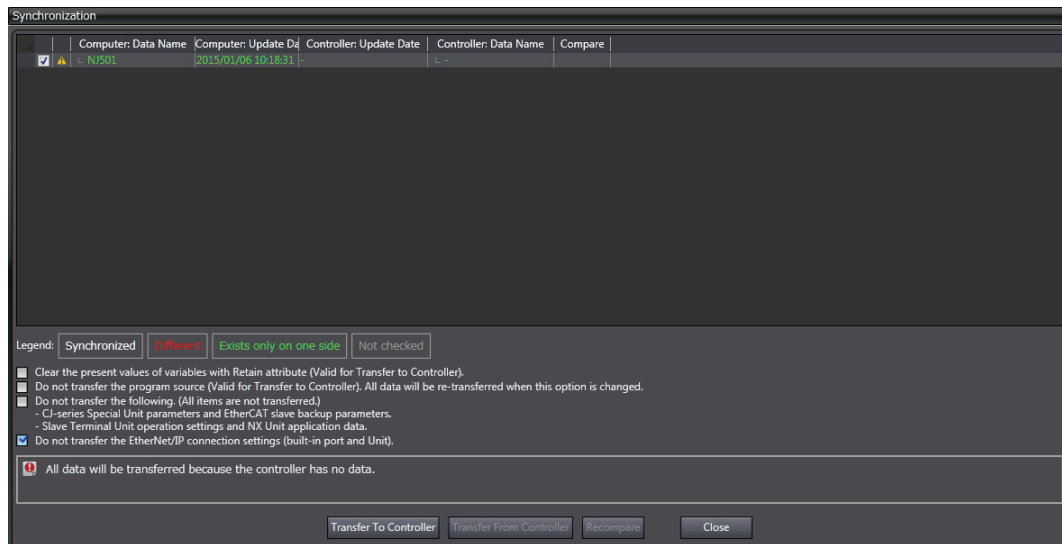 Synchronization
Computer: Data Name Computer: Update Da Controller: Update Date Controller: Data Name Compare
NJ501 2015/01/06 10:18:31 - -
Legend: Synchronized Different Exists only on one side Not checked
Clear the present values of variables with Retain attribute (Valid for Transfer to Controller).
Do not transfer the program source (Valid for Transfer to Controller). All data will be re-transferred when this option is changed.
Do not transfer the following. (All items are not transferred.)
- CJ-series Special Unit parameters and EtherCAT slave backup parameters.
- Slave Terminal Unit operation settings and NX Unit application data.
Do not transfer the EtherNet/IP connection settings (built-in port and Unit).
All data will be transferred because the controller has no data.
Transfer To Controller Transfer From Controller Recompare Close